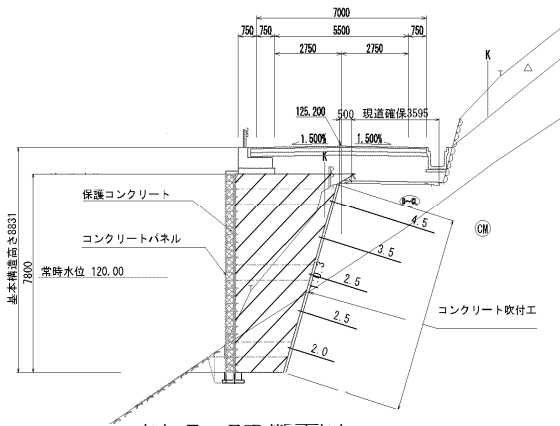 7000
750
750
5500
750
2750
2750
125.200
500
現道確保3595
K
T
1.500%
1.500%
K
保護コンクリート
コンクリートパネル
常時水位 120.00
基本構造高さ8831
7800
4.5
CM
3.5
2.5
1:0.3
T
2.5
コンクリート吹付工
2.0